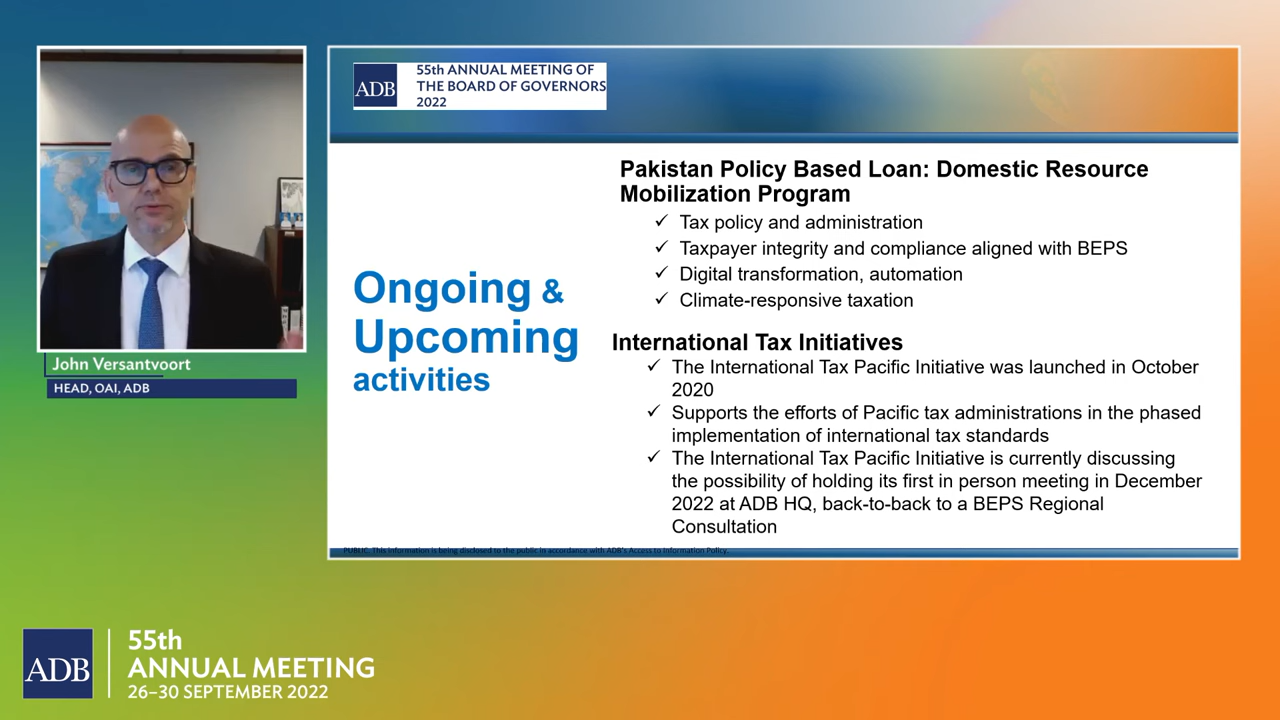 ADB
55th ANNUAL MEETING OF
THE BOARD OF GOVERNORS
2022
John Versantvoort
HEAD, OAI, ADB
Ongoing &
Upcoming
activities
Pakistan Policy Based Loan: Domestic Resource
Mobilization Program
✓ Tax policy and administration
✓ Taxpayer integrity and compliance aligned with BEPS
✓ Digital transformation, automation
✓ Climate-responsive taxation
International Tax Initiatives
✓ The International Tax Pacific Initiative was launched in October
2020
✓ Supports the efforts of Pacific tax administrations in the phased
implementation of international tax standards
✓ The International Tax Pacific Initiative is currently discussing
the possibility of holding its first in person meeting in December
2022 at ADB HQ, back-to-back to a BEPS Regional
Consultation
PUBLIC. This information is being disclosed to the public in accordance with ADB's Access to Information Policy.
ADB
55th
ANNUAL MEETING
26–30 SEPTEMBER 2022